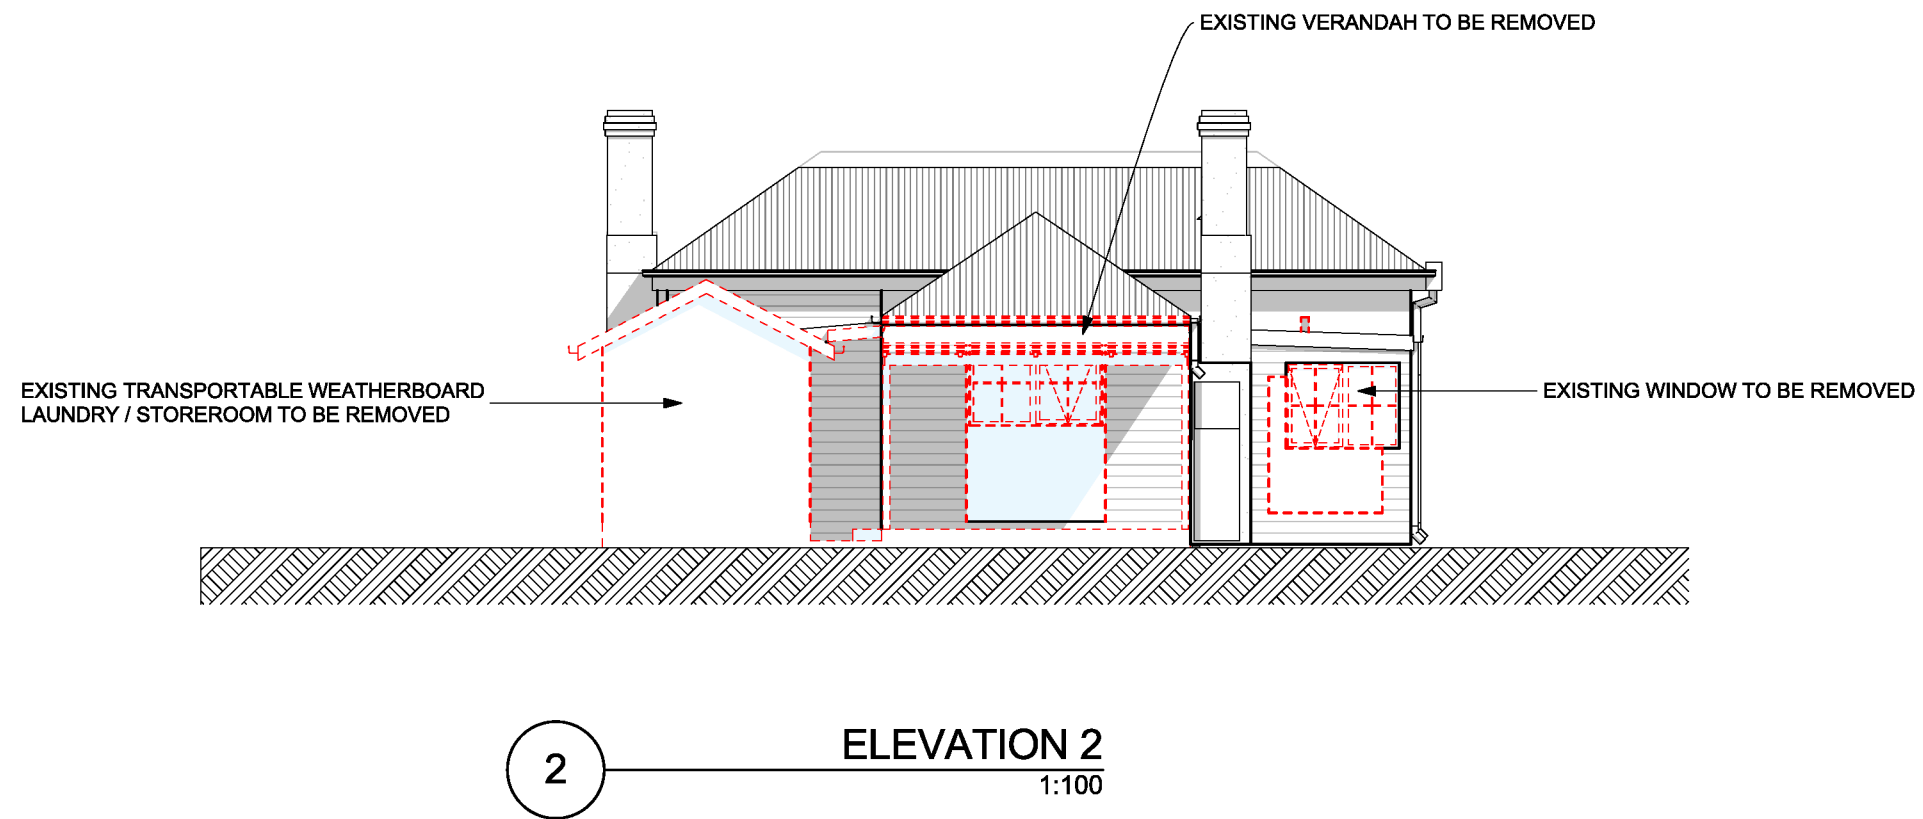 EXISTING VERANDAH TO BE REMOVED
EXISTING TRANSPORTABLE WEATHERBOARD
LAUNDRY / STOREROOM TO BE REMOVED
EXISTING WINDOW TO BE REMOVED
2
ELEVATION 2
1:100